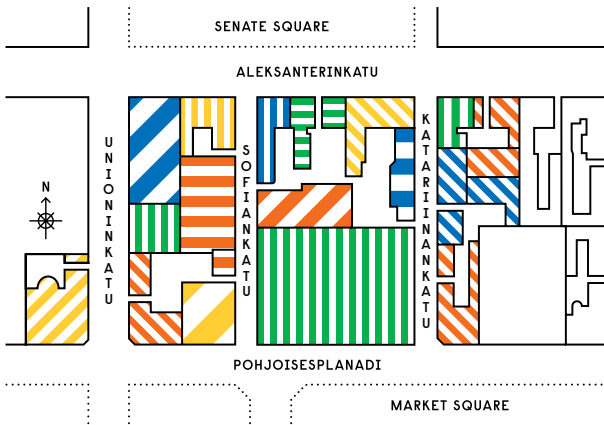 SENATE SQUARE
ALEKSANTERINKATU
UNIONINKATU
SOFIANKATU
KATARIINANKATU
N
POHJOISESPLANADI
MARKET SQUARE